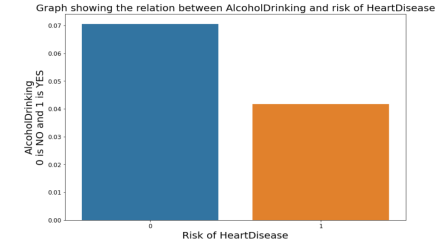 Graph showing the relation between AlcoholDrinking and risk of HeartDisease
AlcoholDrinking
0 is NO and 1 is YES
0.07
0.06
0.05
0.04
0.03
0.02
0.01
0.00
0
1
Risk of HeartDisease